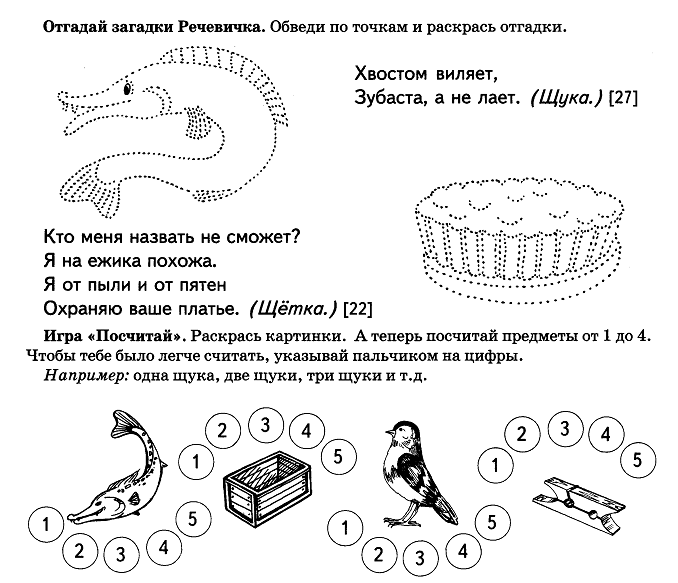 Отгадай загадки Речевичка. Обведи по точкам и раскрась отгадки.
Хвостом виляет,
Зубаста, а не лает. (Щука.) [27]
Кто меня назвать не сможет?
Я на ежика похожа.
Я от пыли и от пятен
Охраняю ваше платье. (Щётка.) [22]
Игра «Посчитай». Раскрась картинки. А теперь посчитай предметы от 1 до 4.
Чтобы тебе было легче считать, указывай пальчиком на цифры.
Например: одна щука, две щуки, три щуки и т.д.
1 2 3 4 5
1 2 3 4 5
1 2 3 4 5
1 2 3 4 5